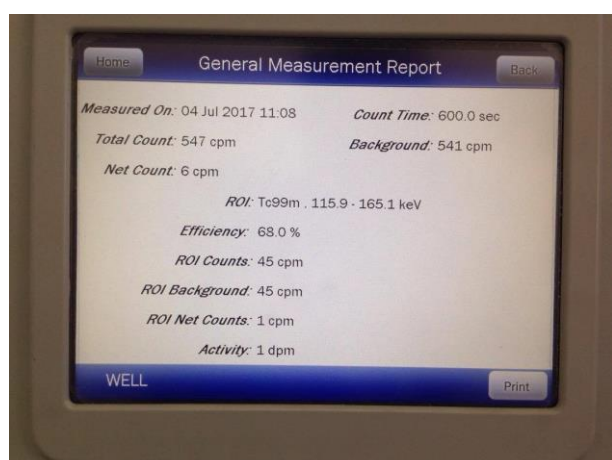 Home General Measurement Report Back
Measured On: 04 Jul 2017 11:08 Count Time: 600.0 sec
Total Count: 547 cpm Background: 541 cpm
Net Count: 6 cpm
ROI: Tc99m . 115.9 - 165.1 keV
Efficiency: 68.0 %
ROI Counts: 45 cpm
ROI Background: 45 cpm
ROI Net Counts: 1 cpm
Activity: 1 dpm
WELL Print